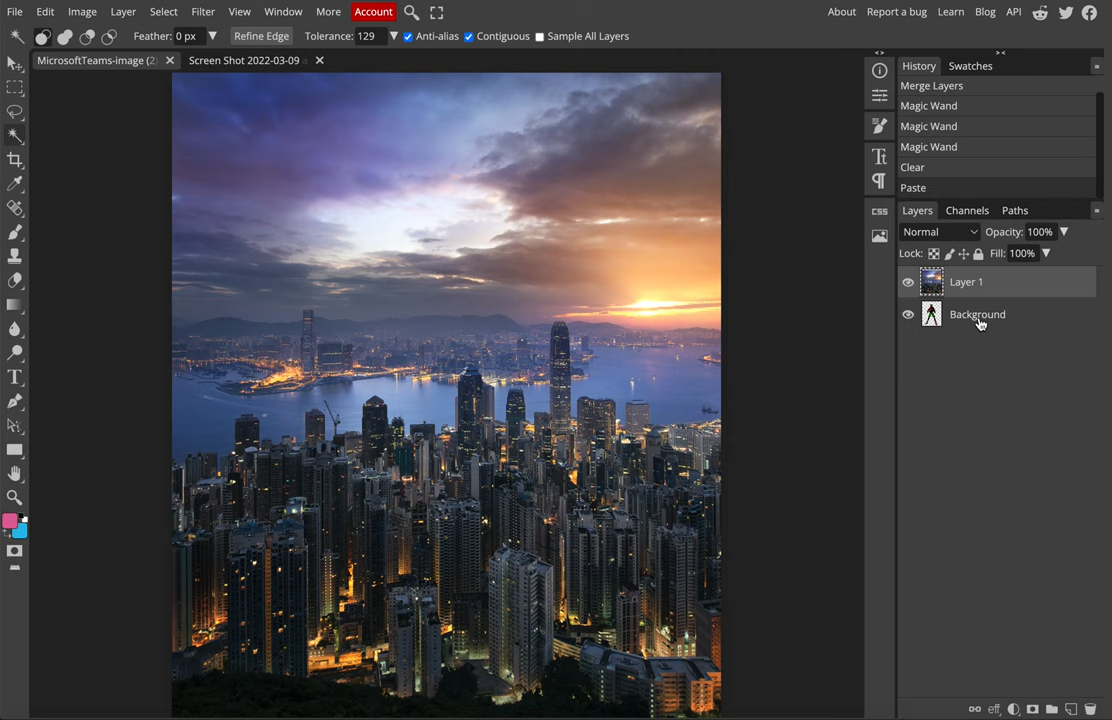 File Edit Image Layer Select Filter View Window More Account About Report a bug Learn Blog API
Feather: 0 px Refine Edge Tolerance: 129 Anti-alias Contiguous Sample All Layers
MicrosoftTeams-image (2) Screen Shot 2022-03-09 a
History Swatches
Merge Layers
Magic Wand
Magic Wand
Magic Wand
Clear
Paste
Layers Channels Paths
Normal Opacity: 100%
Lock: Fill: 100%
Layer 1
Background
CSS
eff